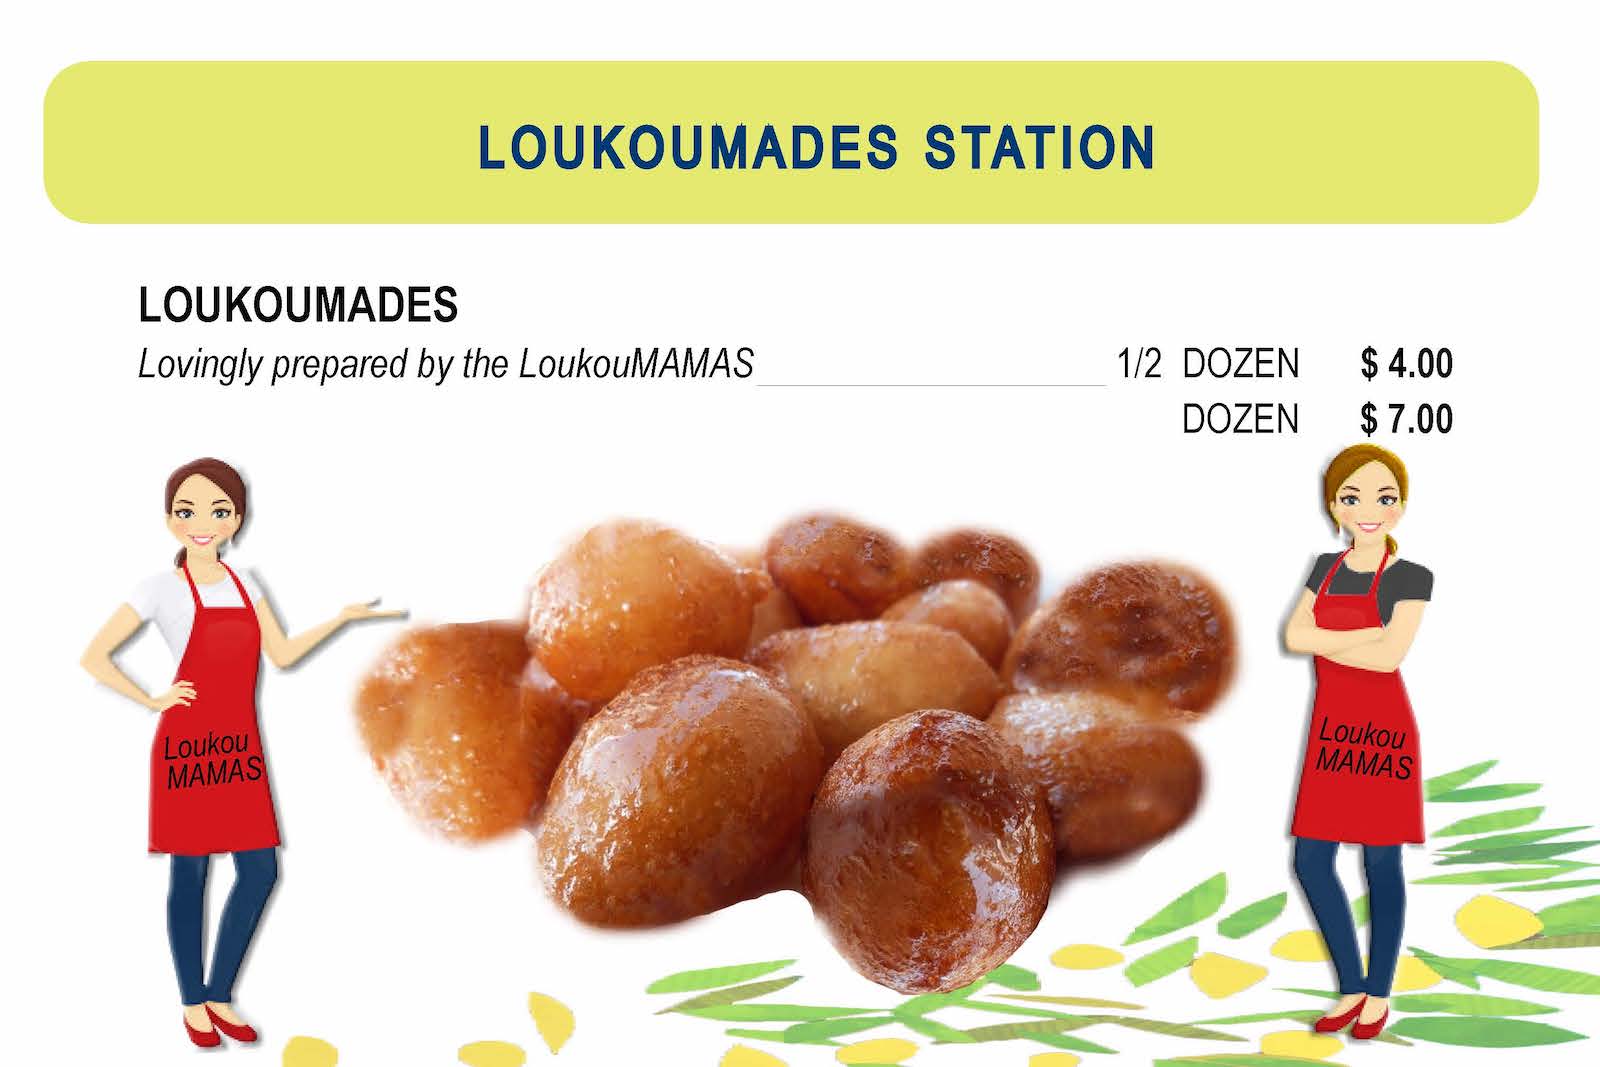 LOUKOUMADES STATION
LOUKOUMADES
Lovingly prepared by the LoukouMAMAS 1/2 DOZEN $ 4.00
DOZEN $ 7.00
Loukou
MAMAS
Loukou
MAMAS